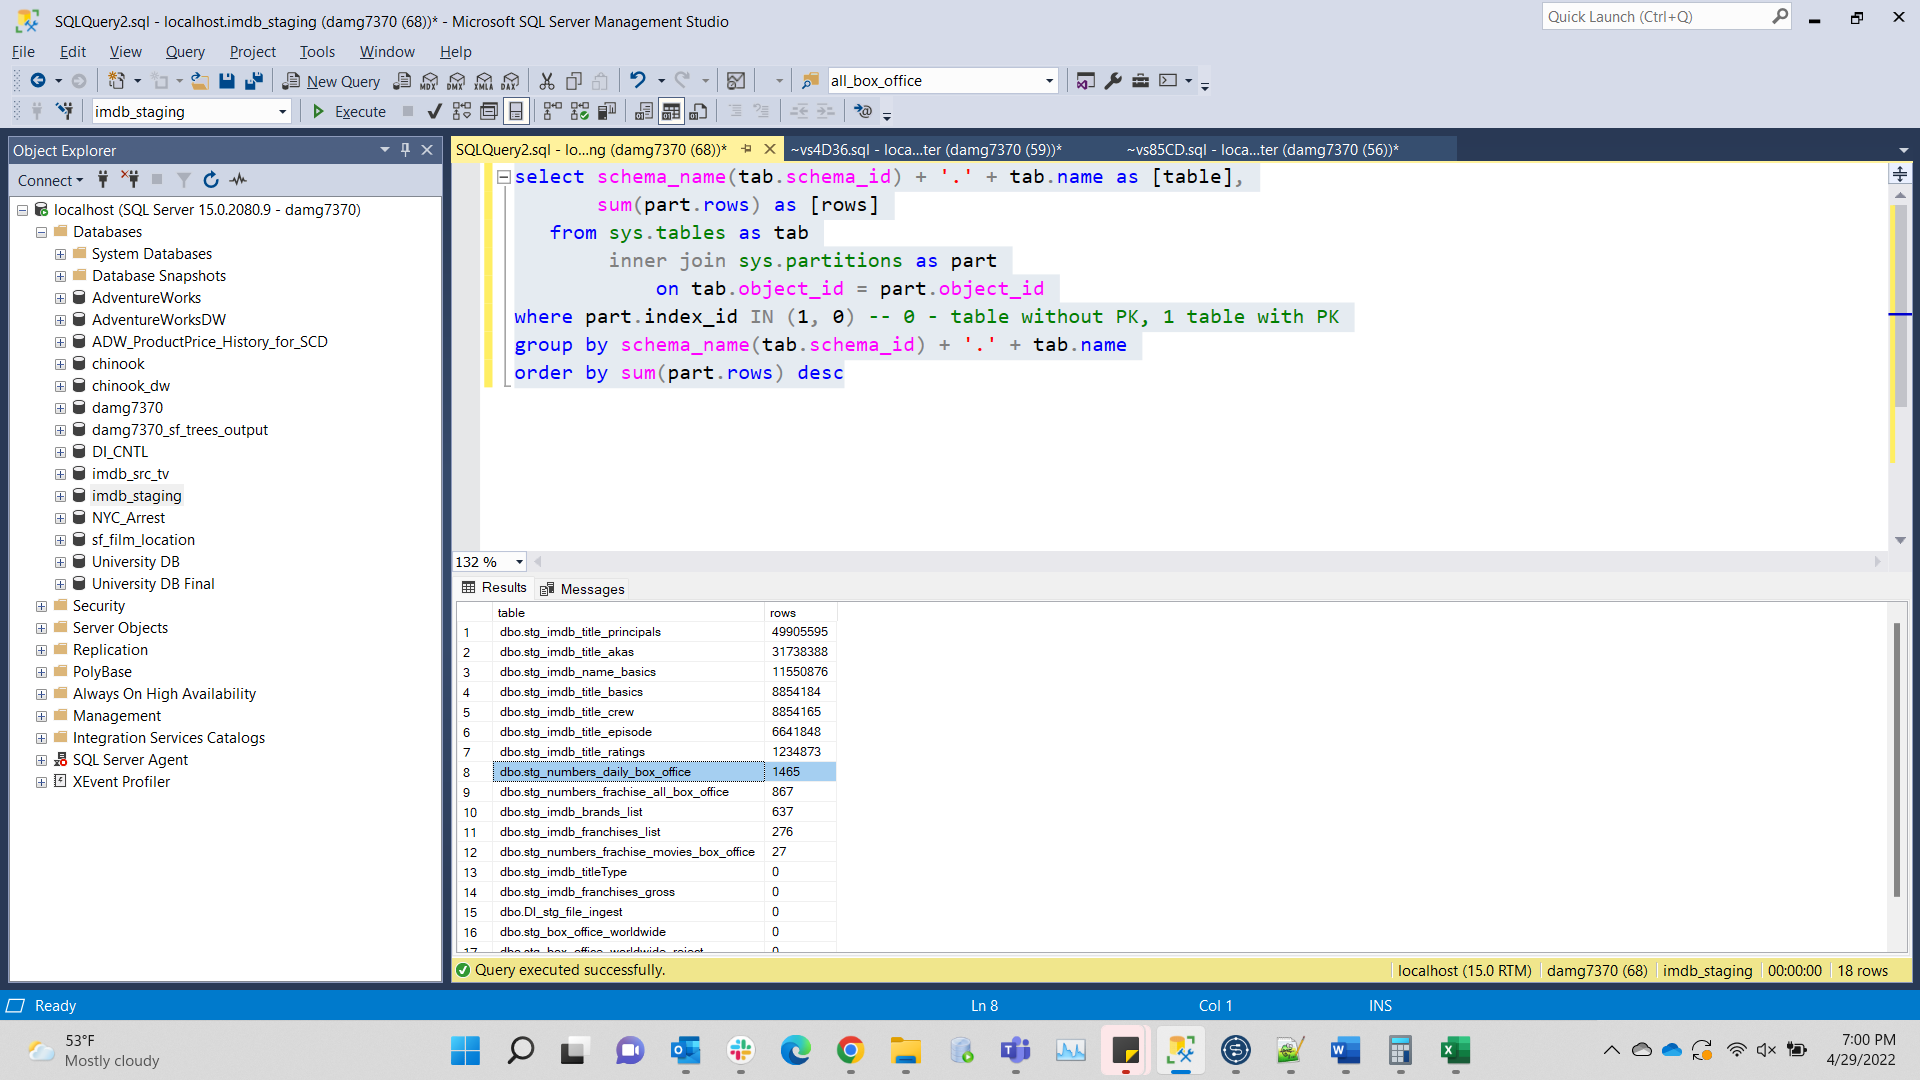 SQLQuery2.sql - localhost.imdb_staging (damg7370 (68))* - Microsoft SQL Server Management Studio
Quick Launch (Ctrl+Q)
File Edit View Query Project Tools Window Help
New Query
MDX DMX XMLA DAX
all_box_office
imdb_staging
Execute
Object Explorer
SQLQuery2.sql - lo...ng (damg7370 (68))*
~vs4D36.sql - loca...ter (damg7370 (59))*
~vs85CD.sql - loca...ter (damg7370 (56))*
Connect
localhost (SQL Server 15.0.2080.9 - damg7370)
Databases
System Databases
Database Snapshots
AdventureWorks
AdventureWorksDW
ADW_ProductPrice_History_for_SCD
chinook
chinook_dw
damg7370
damg7370_sf_trees_output
DI_CNTL
imdb_src_tv
imdb_staging
NYC_Arrest
sf_film_location
University DB
University DB Final
Security
Server Objects
Replication
PolyBase
Always On High Availability
Management
Integration Services Catalogs
SQL Server Agent
XEvent Profiler
select schema_name(tab.schema_id) + '.' + tab.name as [table],
sum(part.rows) as [rows]
from sys.tables as tab
inner join sys.partitions as part
on tab.object_id = part.object_id
where part.index_id IN (1, 0) -- 0 - table without PK, 1 table with PK
group by schema_name(tab.schema_id) + '.' + tab.name
order by sum(part.rows) desc
132 %
Results Messages
table rows
1 dbo.stg_imdb_title_principals 49905595
2 dbo.stg_imdb_title_akas 31738388
3 dbo.stg_imdb_name_basics 11550876
4 dbo.stg_imdb_title_basics 8854184
5 dbo.stg_imdb_title_crew 8854165
6 dbo.stg_imdb_title_episode 6641848
7 dbo.stg_imdb_title_ratings 1234873
8 dbo.stg_numbers_daily_box_office 1465
9 dbo.stg_numbers_frachise_all_box_office 867
10 dbo.stg_imdb_brands_list 637
11 dbo.stg_imdb_franchises_list 276
12 dbo.stg_numbers_frachise_movies_box_office 27
13 dbo.stg_imdb_titleType 0
14 dbo.stg_imdb_franchises_gross 0
15 dbo.DI_stg_file_ingest 0
16 dbo.stg_box_office_worldwide 0
17 dbo.stg_box_office_worldwide_reject 0
Query executed successfully.
localhost (15.0 RTM) damg7370 (68) imdb_staging 00:00:00 18 rows
Ready
Ln 8
Col 1
INS
53°F
Mostly cloudy
7:00 PM
4/29/2022